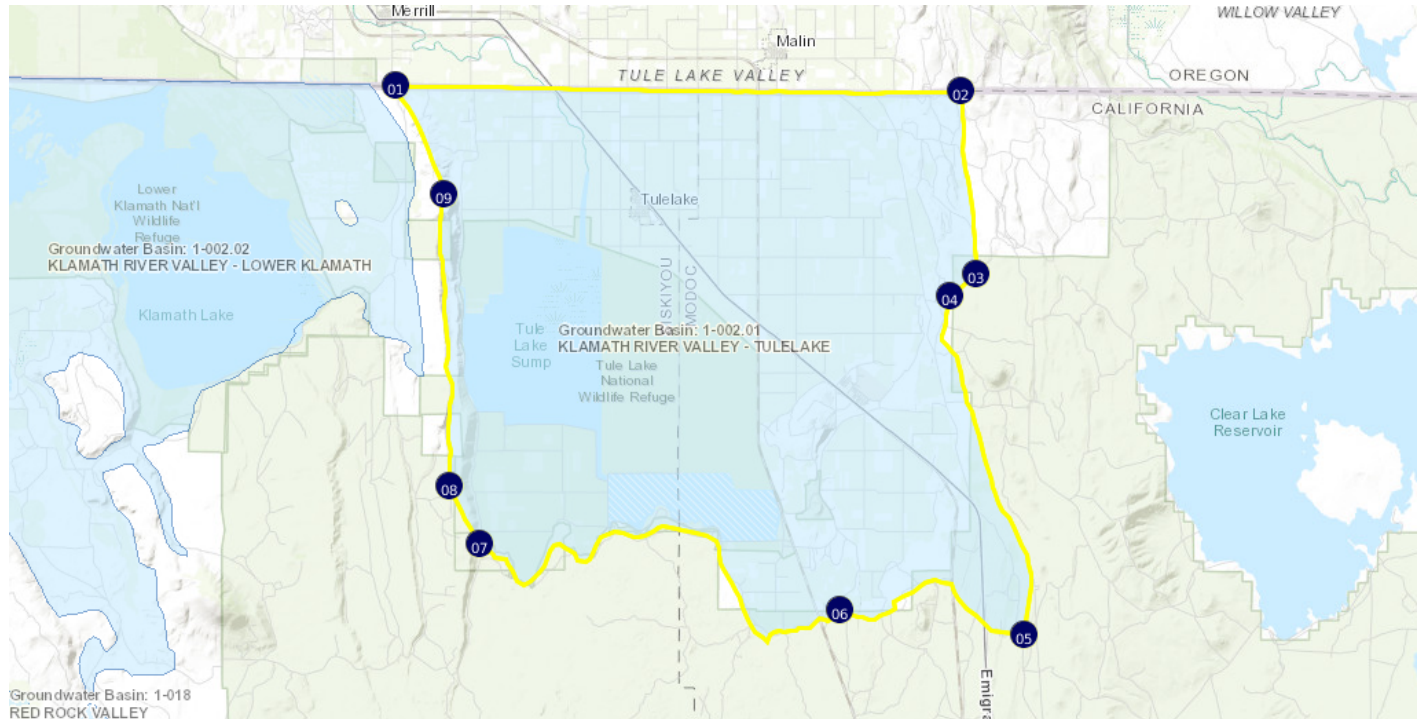 Merrill
WILLOW VALLEY
Malin
TULE LAKE VALLEY
OREGON
CALIFORNIA
01
02
09
Lower
Klamath Nat'l
Wildlife
Refuge
Tulelake
Groundwater Basin: 1-002.02
KLAMATH RIVER VALLEY - LOWER KLAMATH
Klamath Lake
SISKIYOU
MODOC
03
04
Tule
Lake
Sump
Groundwater Basin: 1-002.01
KLAMATH RIVER VALLEY - TULELAKE
Tule Lake
National
Wildlife Refuge
Clear Lake
Reservoir
08
07
06
05
Emigra
Groundwater Basin: 1-018
RED ROCK VALLEY